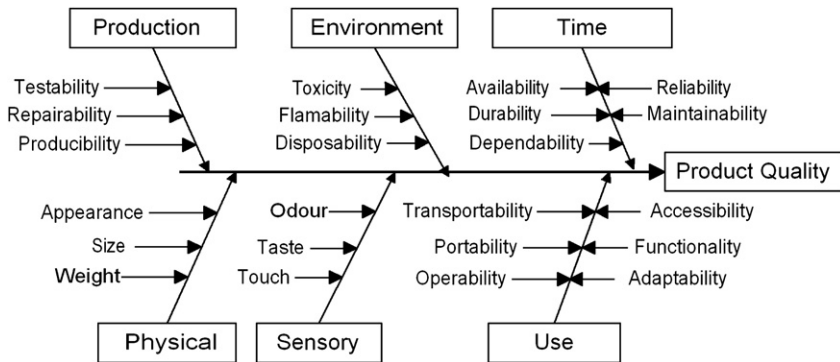 Production Environment Time
Testability Toxicity Availability Reliability
Repairability Flamability Durability Maintainability
Producibility Disposability Dependability
Product Quality
Appearance Odour Transportability Accessibility
Size Taste Portability Functionality
Weight Touch Operability Adaptability
Physical Sensory Use